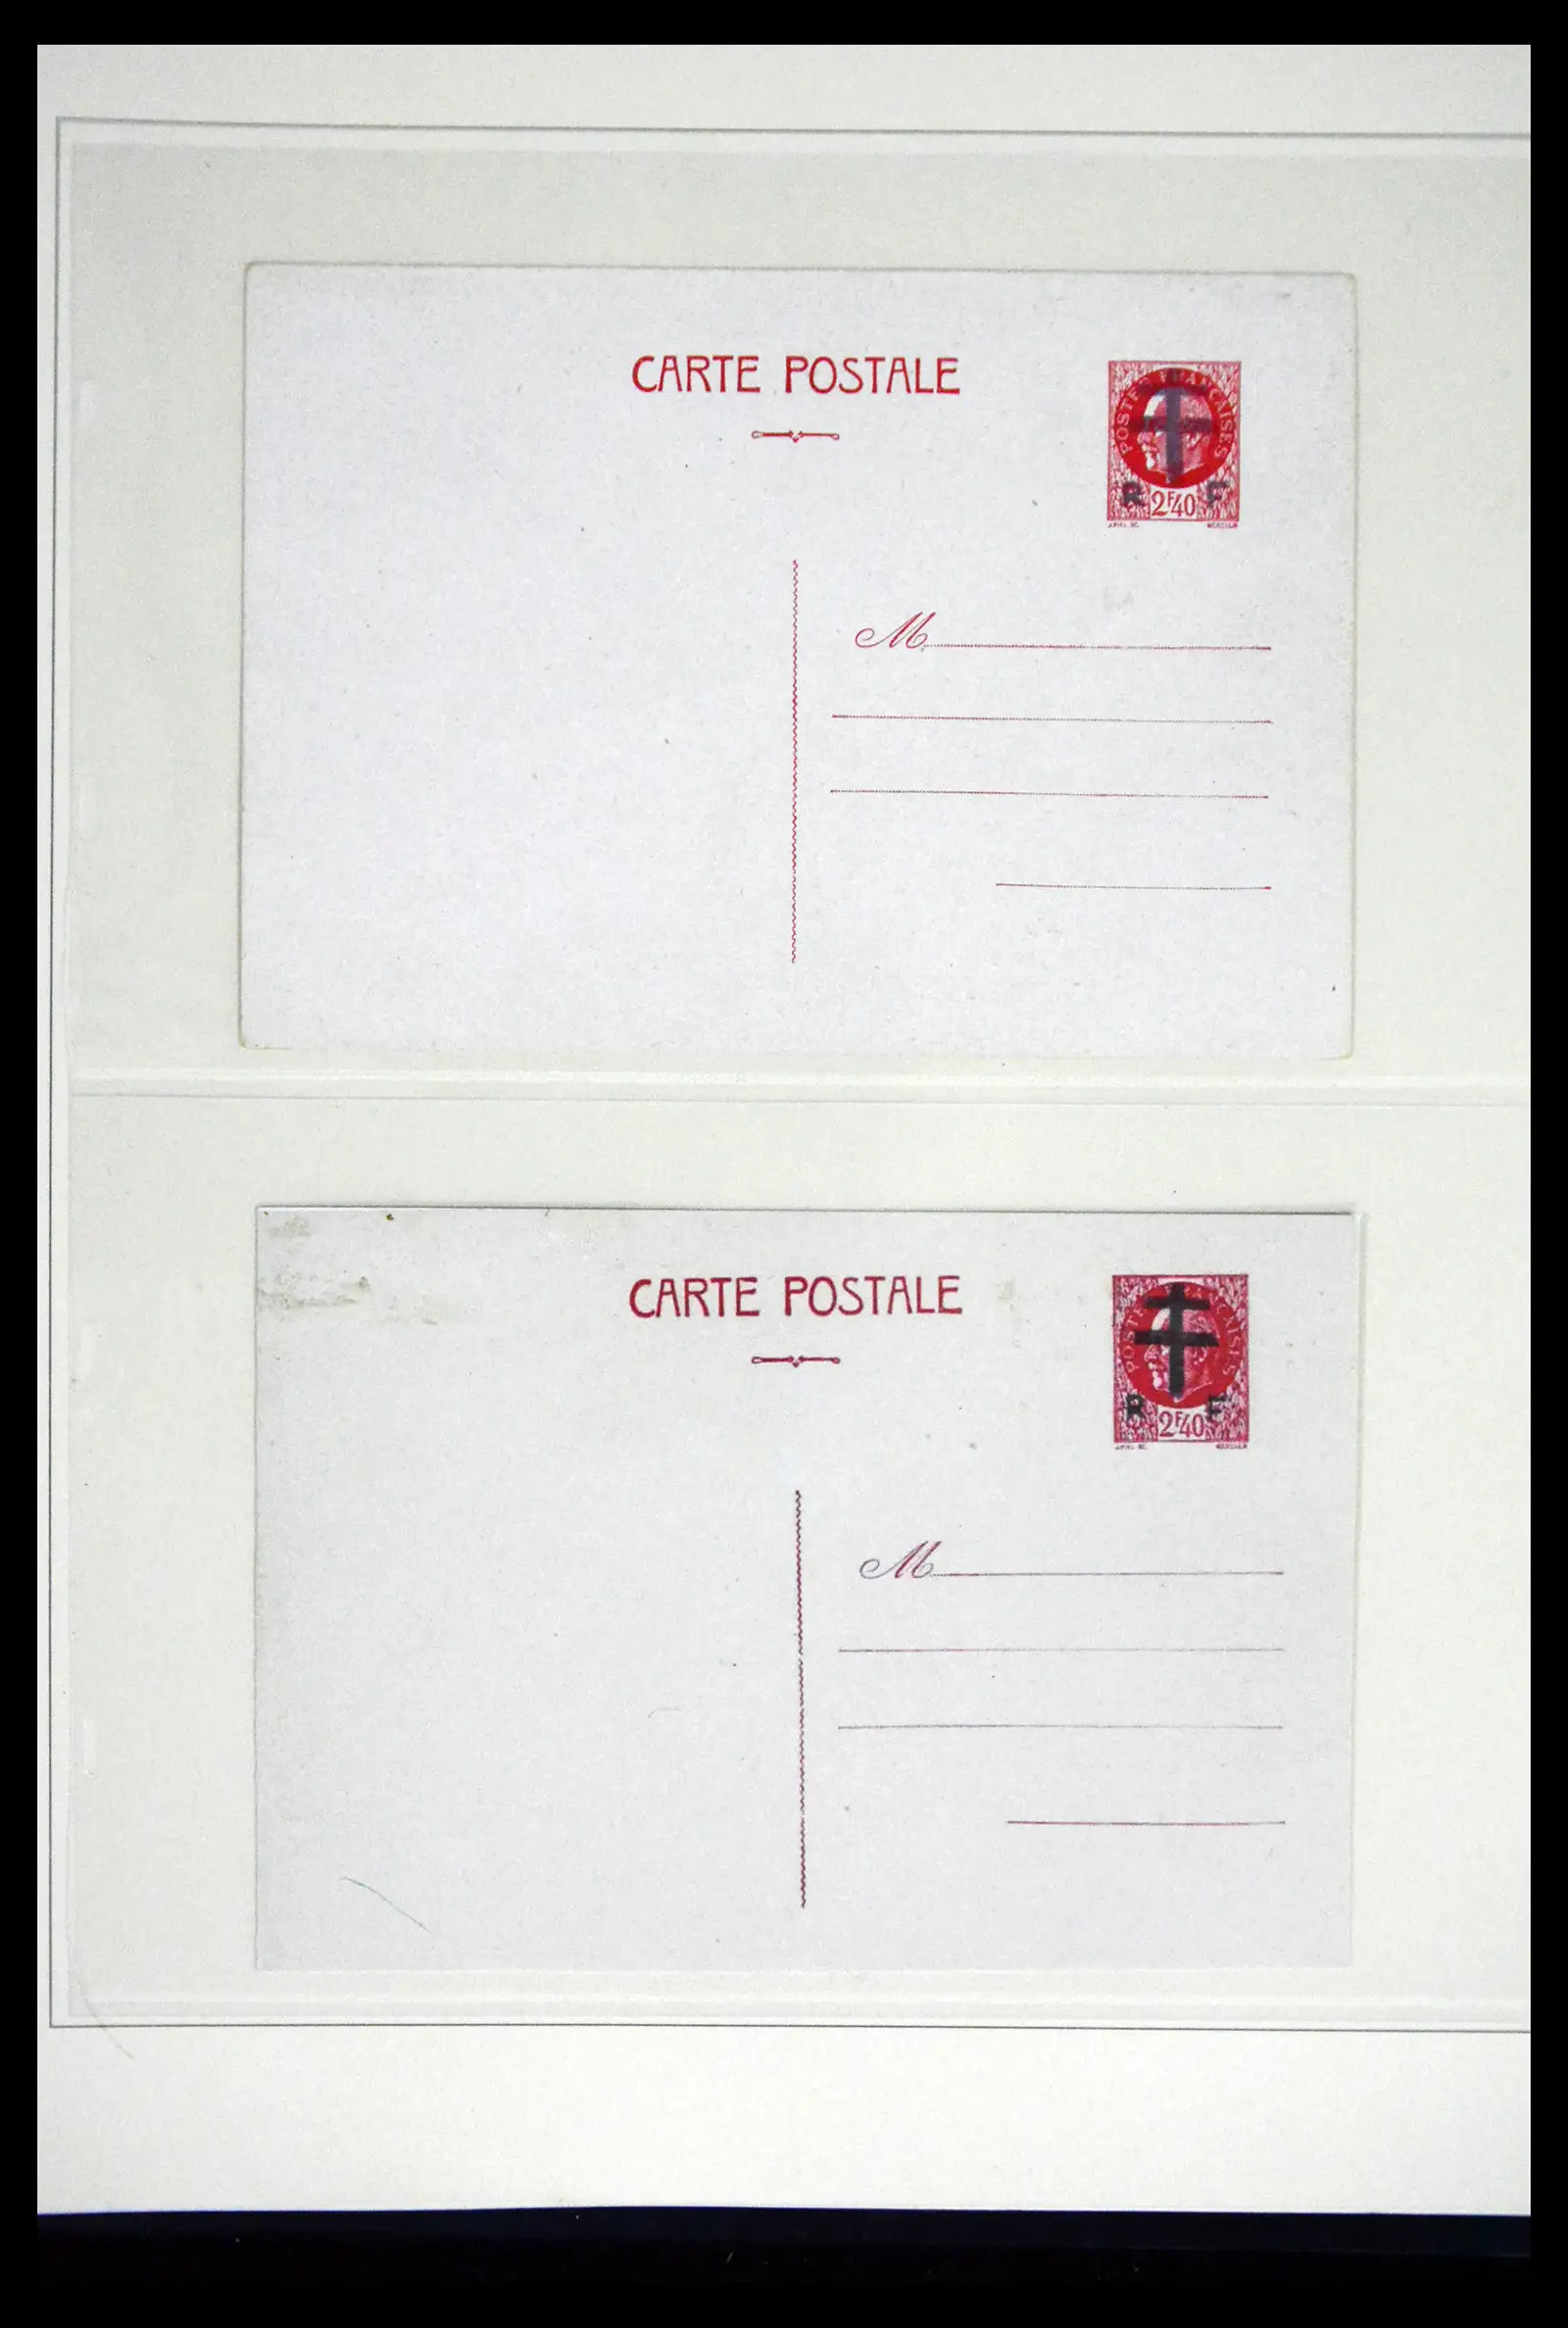 CARTE POSTALE
POSTES FRANÇAISES
R F
2F40
M
CARTE POSTALE
POSTES FRANÇAISES
R F
2F40
M